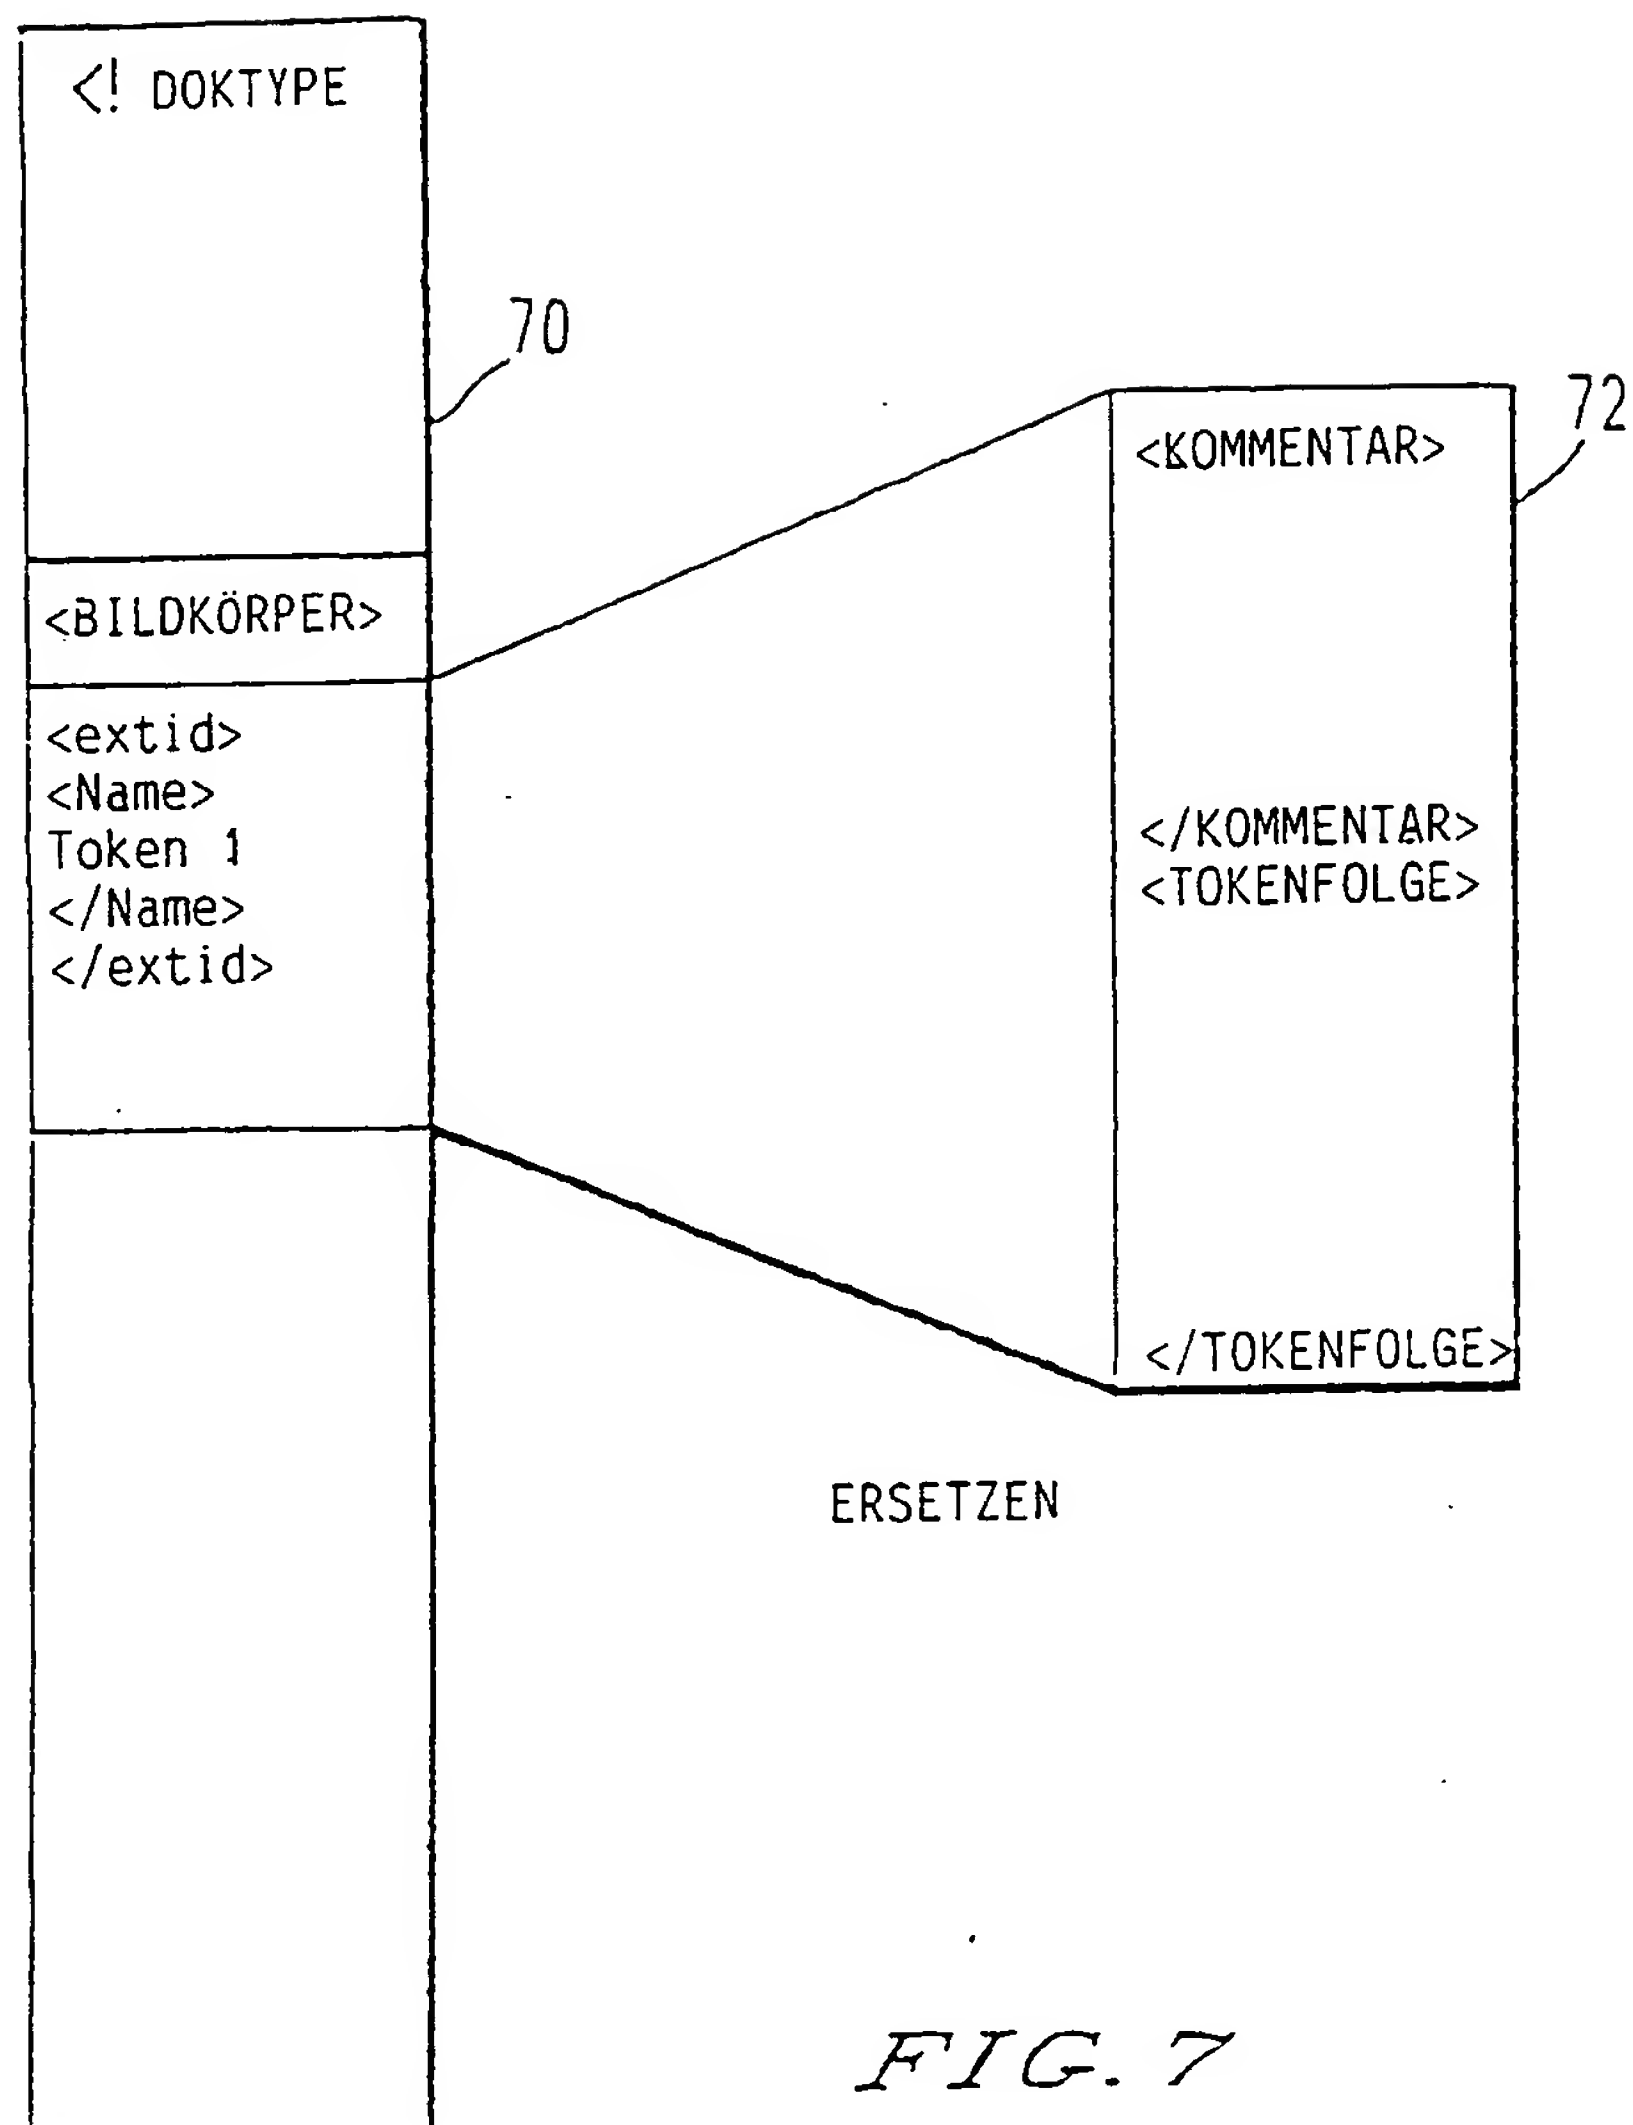 <! DOKTYPE
70
<BILDKÖRPER>
<extid>
<Name>
Token 1
</Name>
</extid>
72
<KOMMENTAR>
</KOMMENTAR>
<TOKENFOLGE>
</TOKENFOLGE>
ERSETZEN
FIG. 7